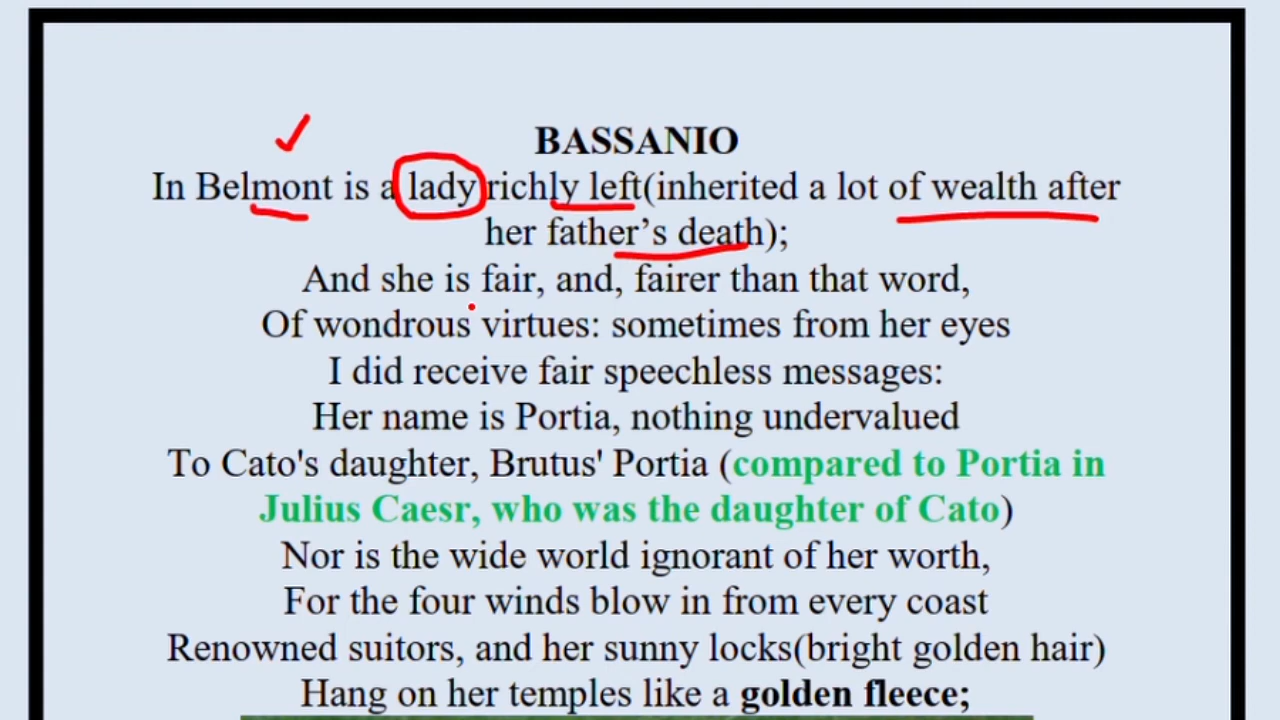 BASSANIO
In Belmont is a lady richly left(inherited a lot of wealth after
her father’s death);
And she is fair, and, fairer than that word,
Of wondrous virtues: sometimes from her eyes
I did receive fair speechless messages:
Her name is Portia, nothing undervalued
To Cato's daughter, Brutus' Portia (compared to Portia in
Julius Caesr, who was the daughter of Cato)
Nor is the wide world ignorant of her worth,
For the four winds blow in from every coast
Renowned suitors, and her sunny locks(bright golden hair)
Hang on her temples like a golden fleece;